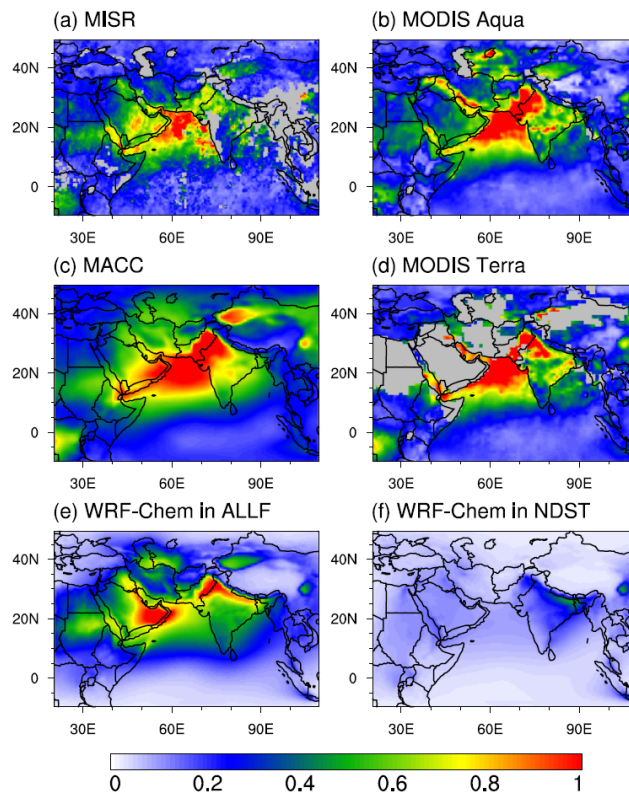 (a) MISR (b) MODIS Aqua
40N 40N
20N 20N
0 0
30E 60E 90E 30E 60E 90E
(c) MACC (d) MODIS Terra
40N 40N
20N 20N
0 0
30E 60E 90E 30E 60E 90E
(e) WRF-Chem in ALLF (f) WRF-Chem in NDST
40N 40N
20N 20N
0 0
30E 60E 90E 30E 60E 90E
0 0.2 0.4 0.6 0.8 1